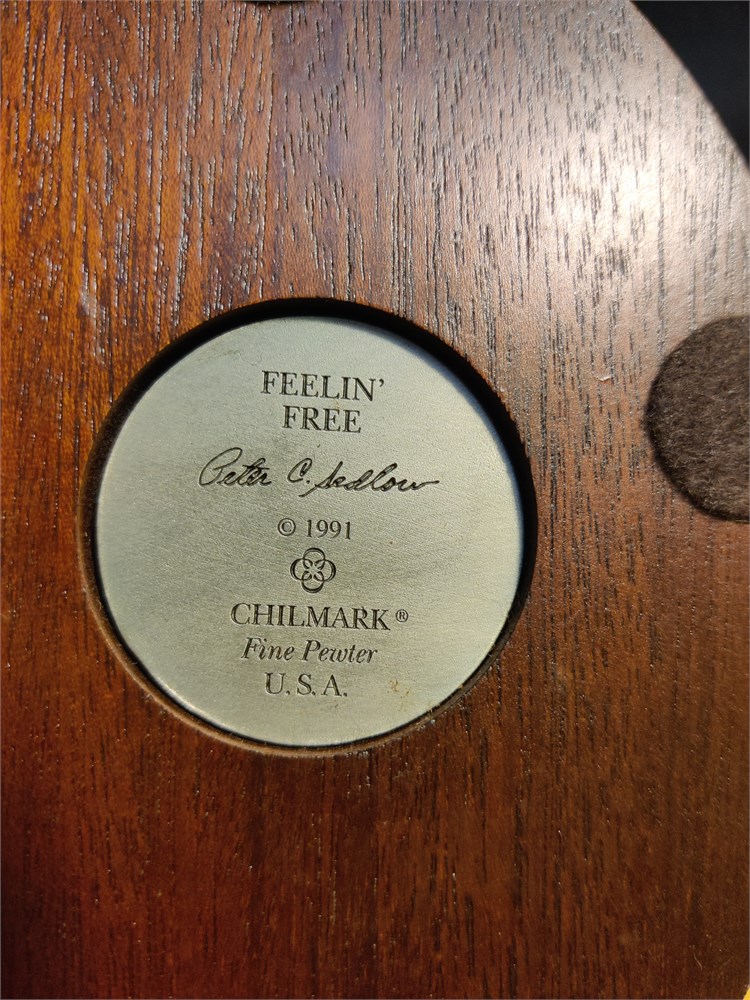 FEELIN'
FREE
Peter C. Sedlow
© 1991
CHILMARK®
Fine Pewter
U.S.A.